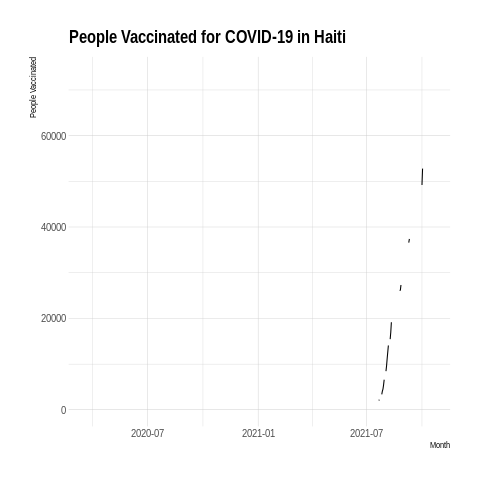 People Vaccinated for COVID-19 in Haiti
People Vaccinated
60000
40000
20000
0
2020-07 2021-01 2021-07
Month